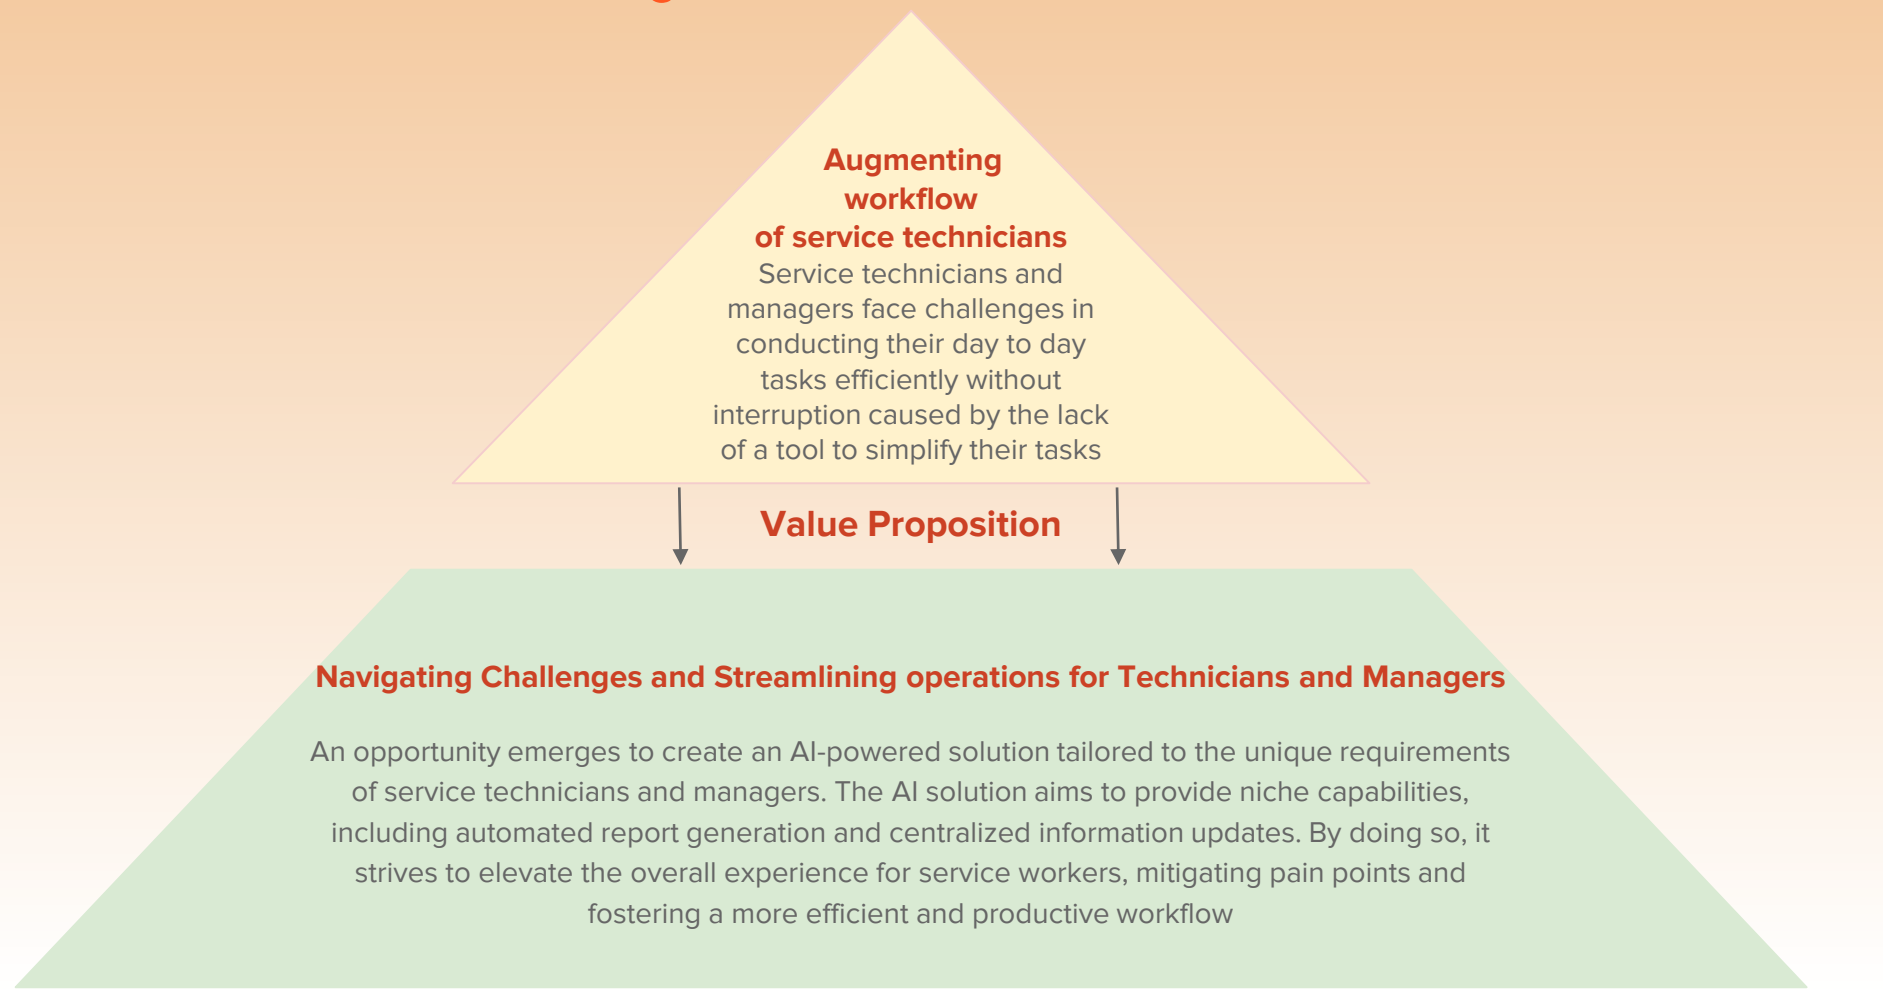 Augmenting
workflow
of service technicians
Service technicians and
managers face challenges in
conducting their day to day
tasks efficiently without
interruption caused by the lack
of a tool to simplify their tasks
Value Proposition
Navigating Challenges and Streamlining operations for Technicians and Managers
An opportunity emerges to create an AI-powered solution tailored to the unique requirements
of service technicians and managers. The AI solution aims to provide niche capabilities,
including automated report generation and centralized information updates. By doing so, it
strives to elevate the overall experience for service workers, mitigating pain points and
fostering a more efficient and productive workflow